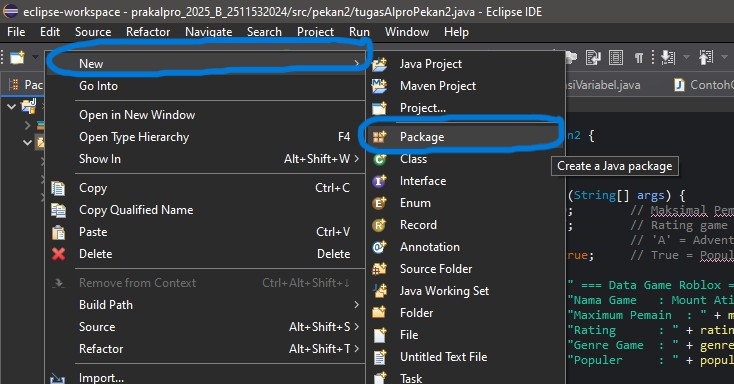 eclipse-workspace - prakalpro_2025_B_2511532024/src/pekan2/tugasAlproPekan2.java - Eclipse IDE
File Edit Source Refactor Navigate Search Project Run Window Help
New
Go Into
Open in New Window
Open Type Hierarchy F4
Show In Alt+Shift+W
Copy Ctrl+C
Copy Qualified Name
Paste Ctrl+V
Delete Delete
Remove from Context Ctrl+Alt+Shift+↓
Build Path
Source Alt+Shift+S
Refactor Alt+Shift+T
Import...
Java Project
Maven Project
Project...
Package
Class
Interface
Enum
Record
Annotation
Source Folder
Java Working Set
Folder
File
Untitled Text File
Task
Create a Java package
Pac
siVariabel.java
ContohC
n2 {
(String[] args) {
; // Maksimal Pem
; // Rating game
// 'A' = Advent
rue; // True = Popul
" === Data Game Roblox =
"Nama Game : Mount Ati
"Maximum Pemain : " + m
"Rating : " + ratin
"Genre Game : " + genre
"Populer : " + popul